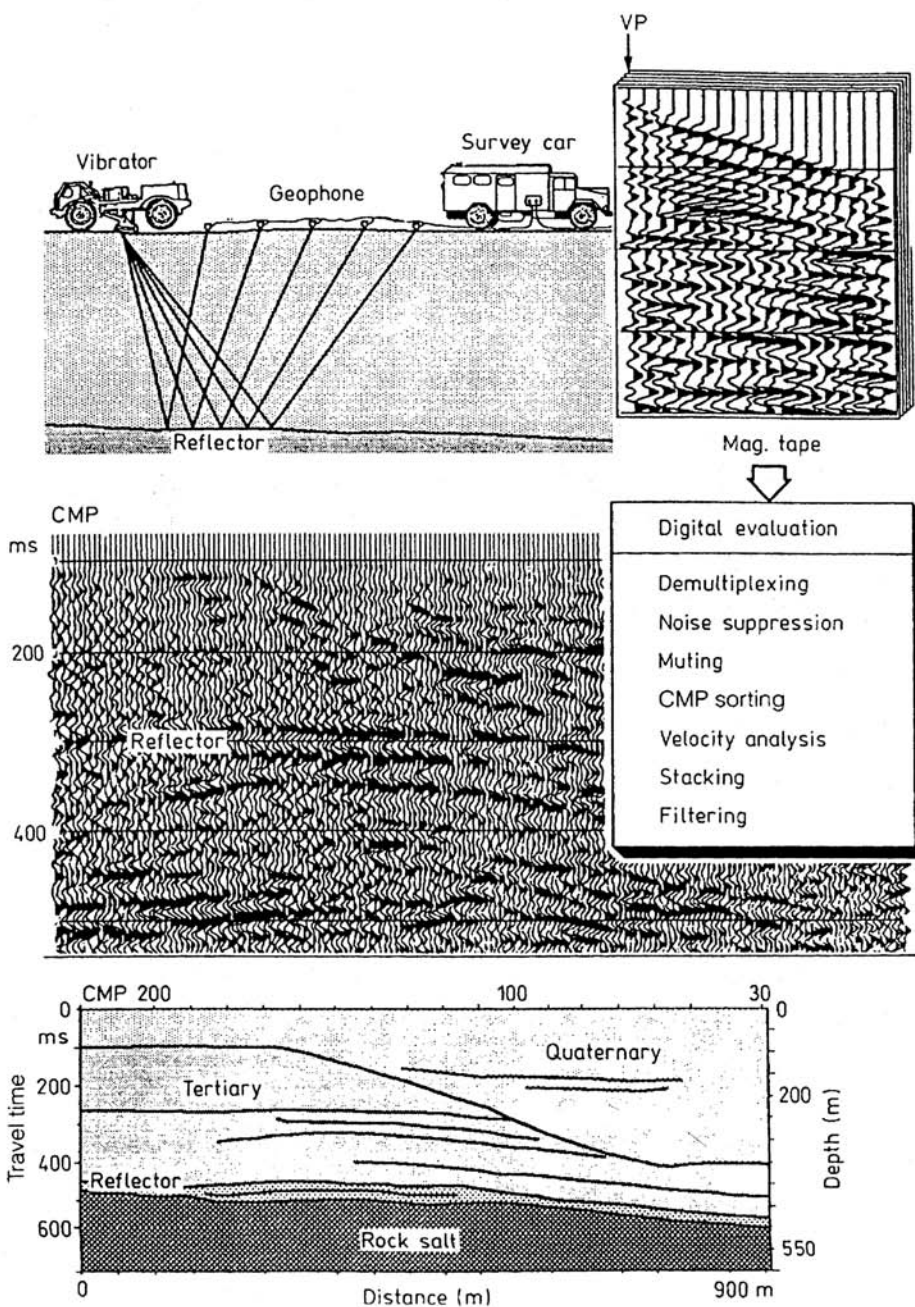 VP
Vibrator
Geophone
Survey car
Reflector
Mag. tape
CMP
ms
200
Reflector
400
Digital evaluation
Demultiplexing
Noise suppression
Muting
CMP sorting
Velocity analysis
Stacking
Filtering
CMP 200 100 30
0 0
ms
Quaternary
200 Tertiary 200
Travel time
Depth (m)
400
Reflector
600 Rock salt 550
0 Distance (m) 900 m